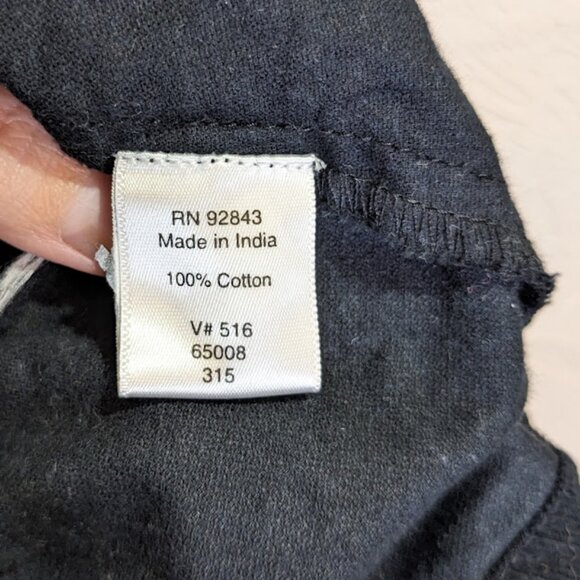 RN 92843
Made in India
100% Cotton
V# 516
65008
315